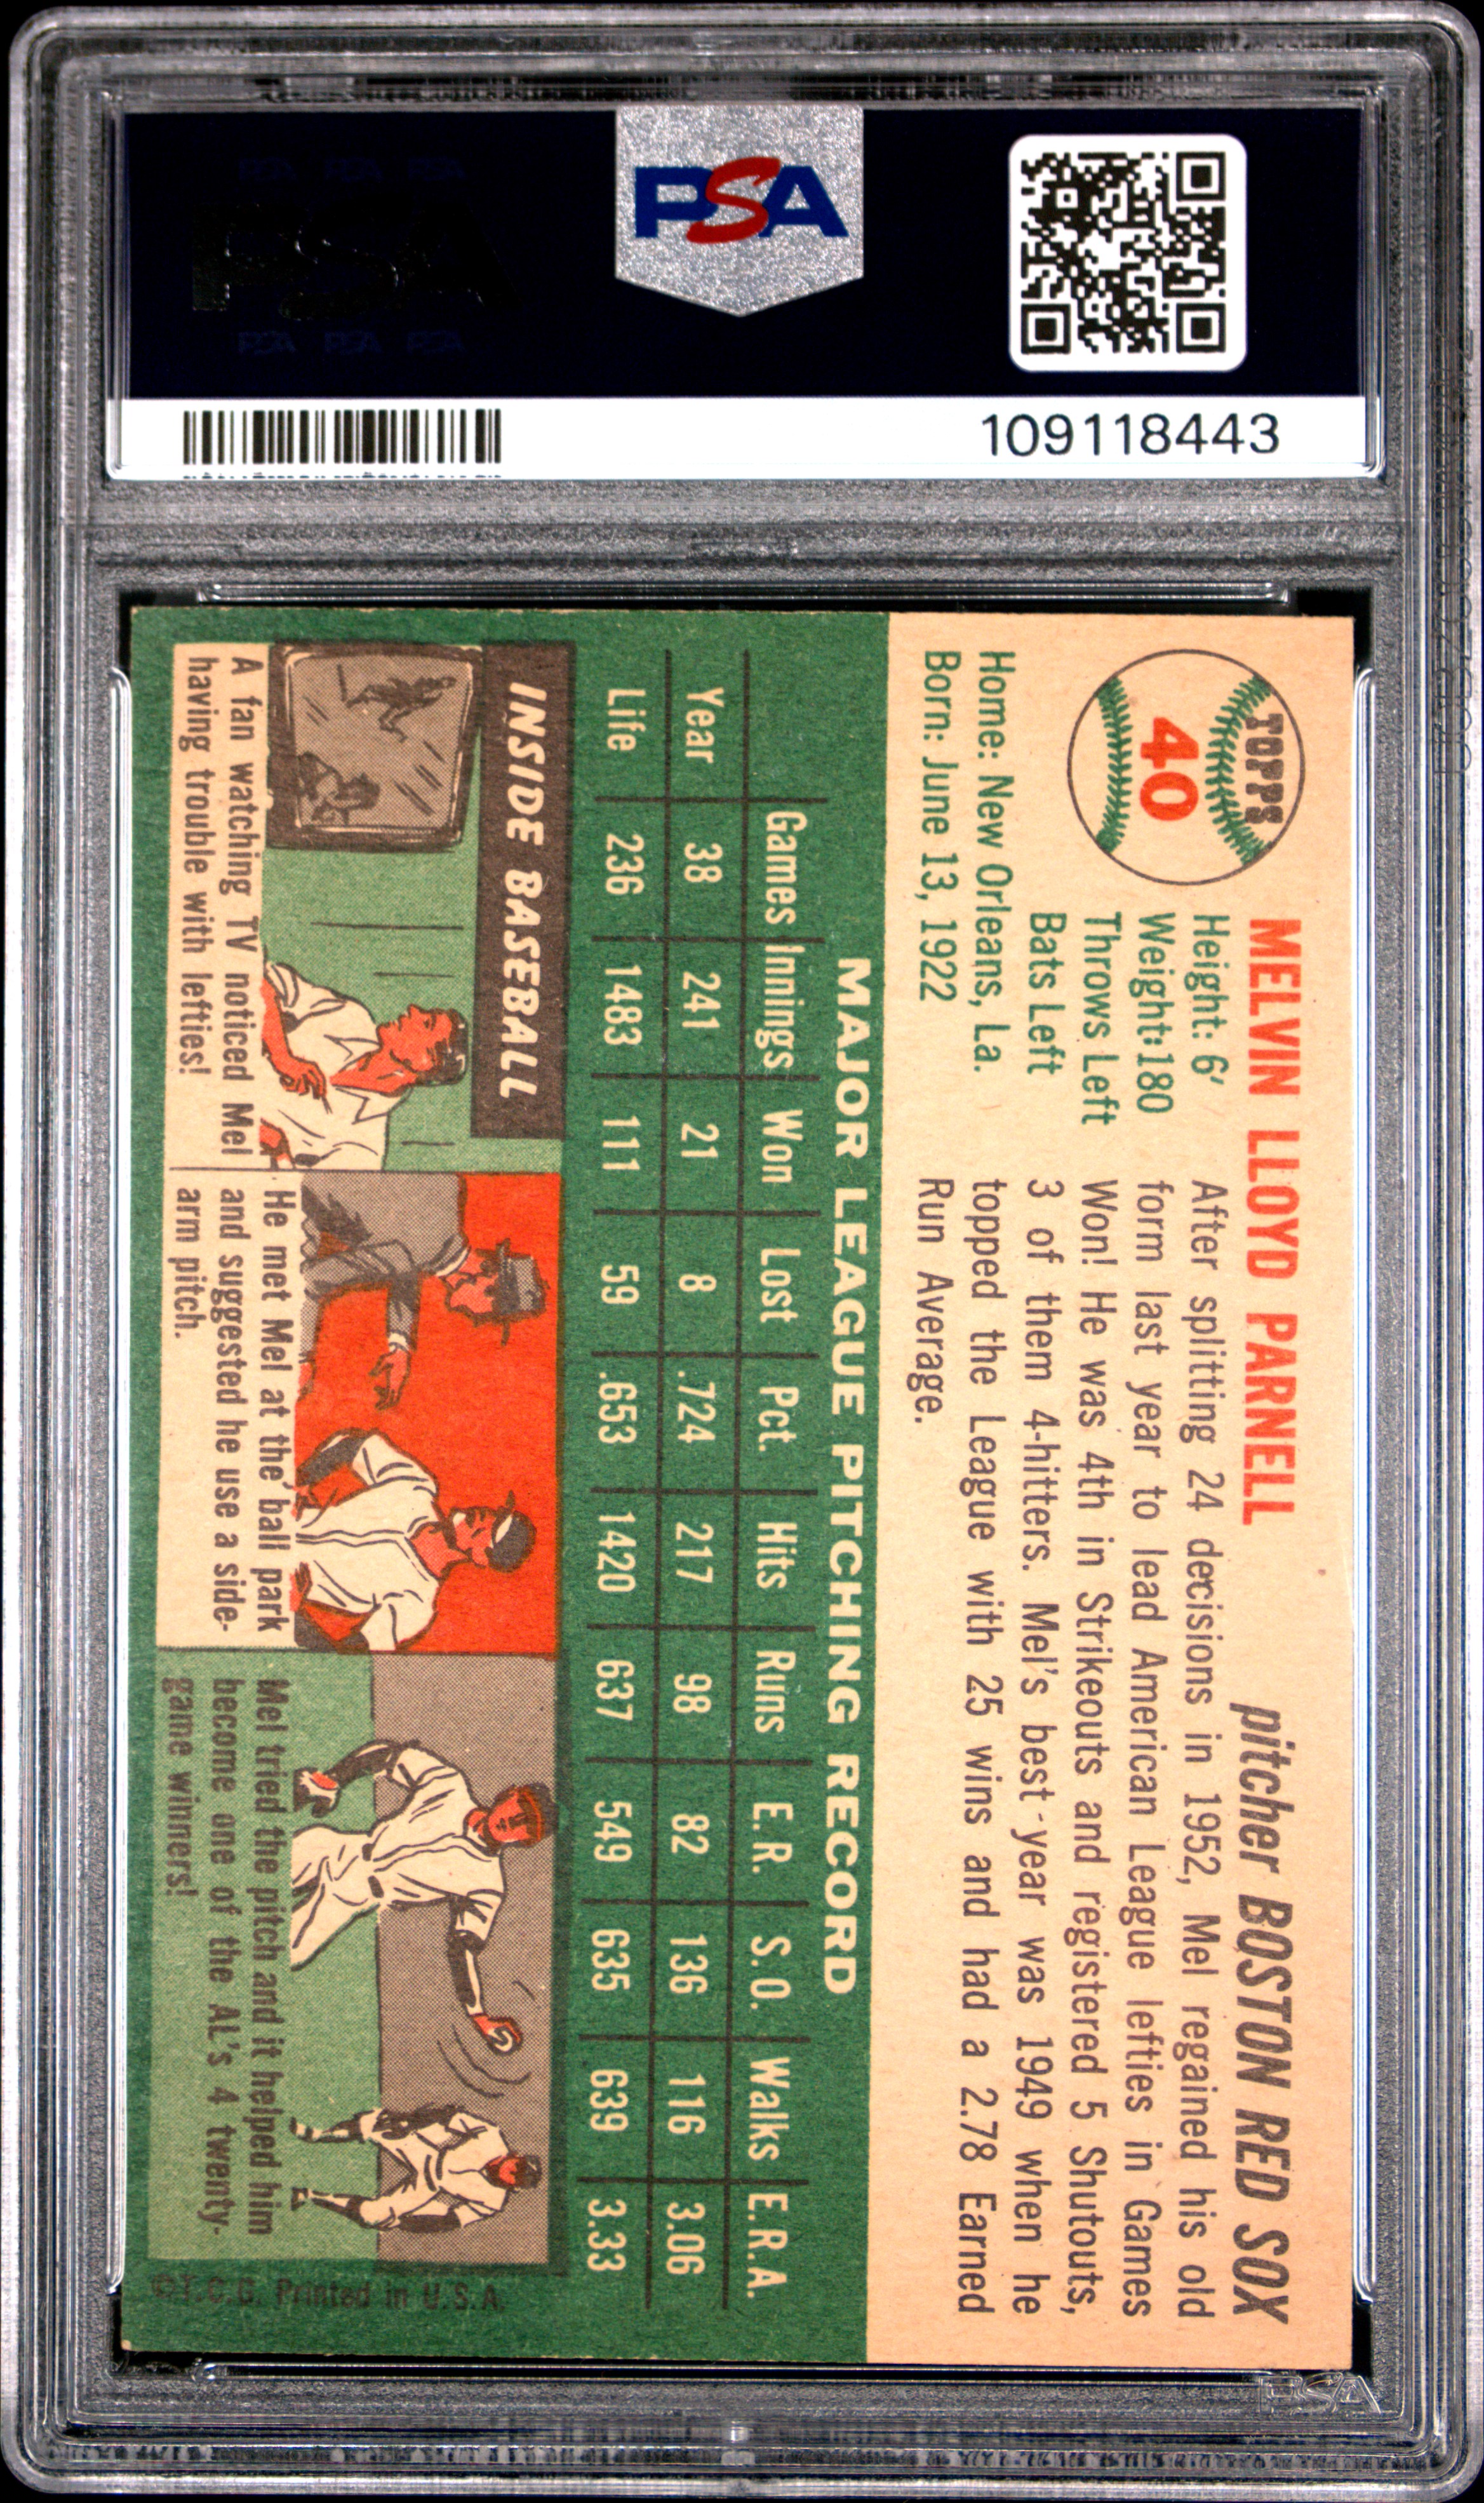 PSA
109118443
TOPPS
40
MELVIN LLOYD PARNELL
pitcher BOSTON RED SOX
Height: 6'
Weight: 180
Throws Left
Bats Left
Home: New Orleans, La.
Born: June 13, 1922
After splitting 24 decisions in 1952, Mel regained his old
form last year to lead American League lefties in Games
Won! He was 4th in Strikeouts and registered 5 Shutouts,
3 of them 4-hitters. Mel's best year was 1949 when he
topped the League with 25 wins and had a 2.78 Earned
Run Average.
MAJOR LEAGUE PITCHING RECORD
Games Innings Won Lost Pct. Hits Runs E.R. S.O. Walks E.R.A.
Year 38 241 21 8 .724 217 98 82 136 116 3.06
Life 236 1483 111 59 .653 1420 637 549 635 639 3.33
INSIDE BASEBALL
A fan watching TV noticed Mel
having trouble with lefties!
He met Mel at the ball park
and suggested he use a side-
arm pitch.
Mel tried the pitch and it helped him
become one of the AL's 4 twenty-
game winners!
©T.C.G. Printed in U.S.A.
PSA